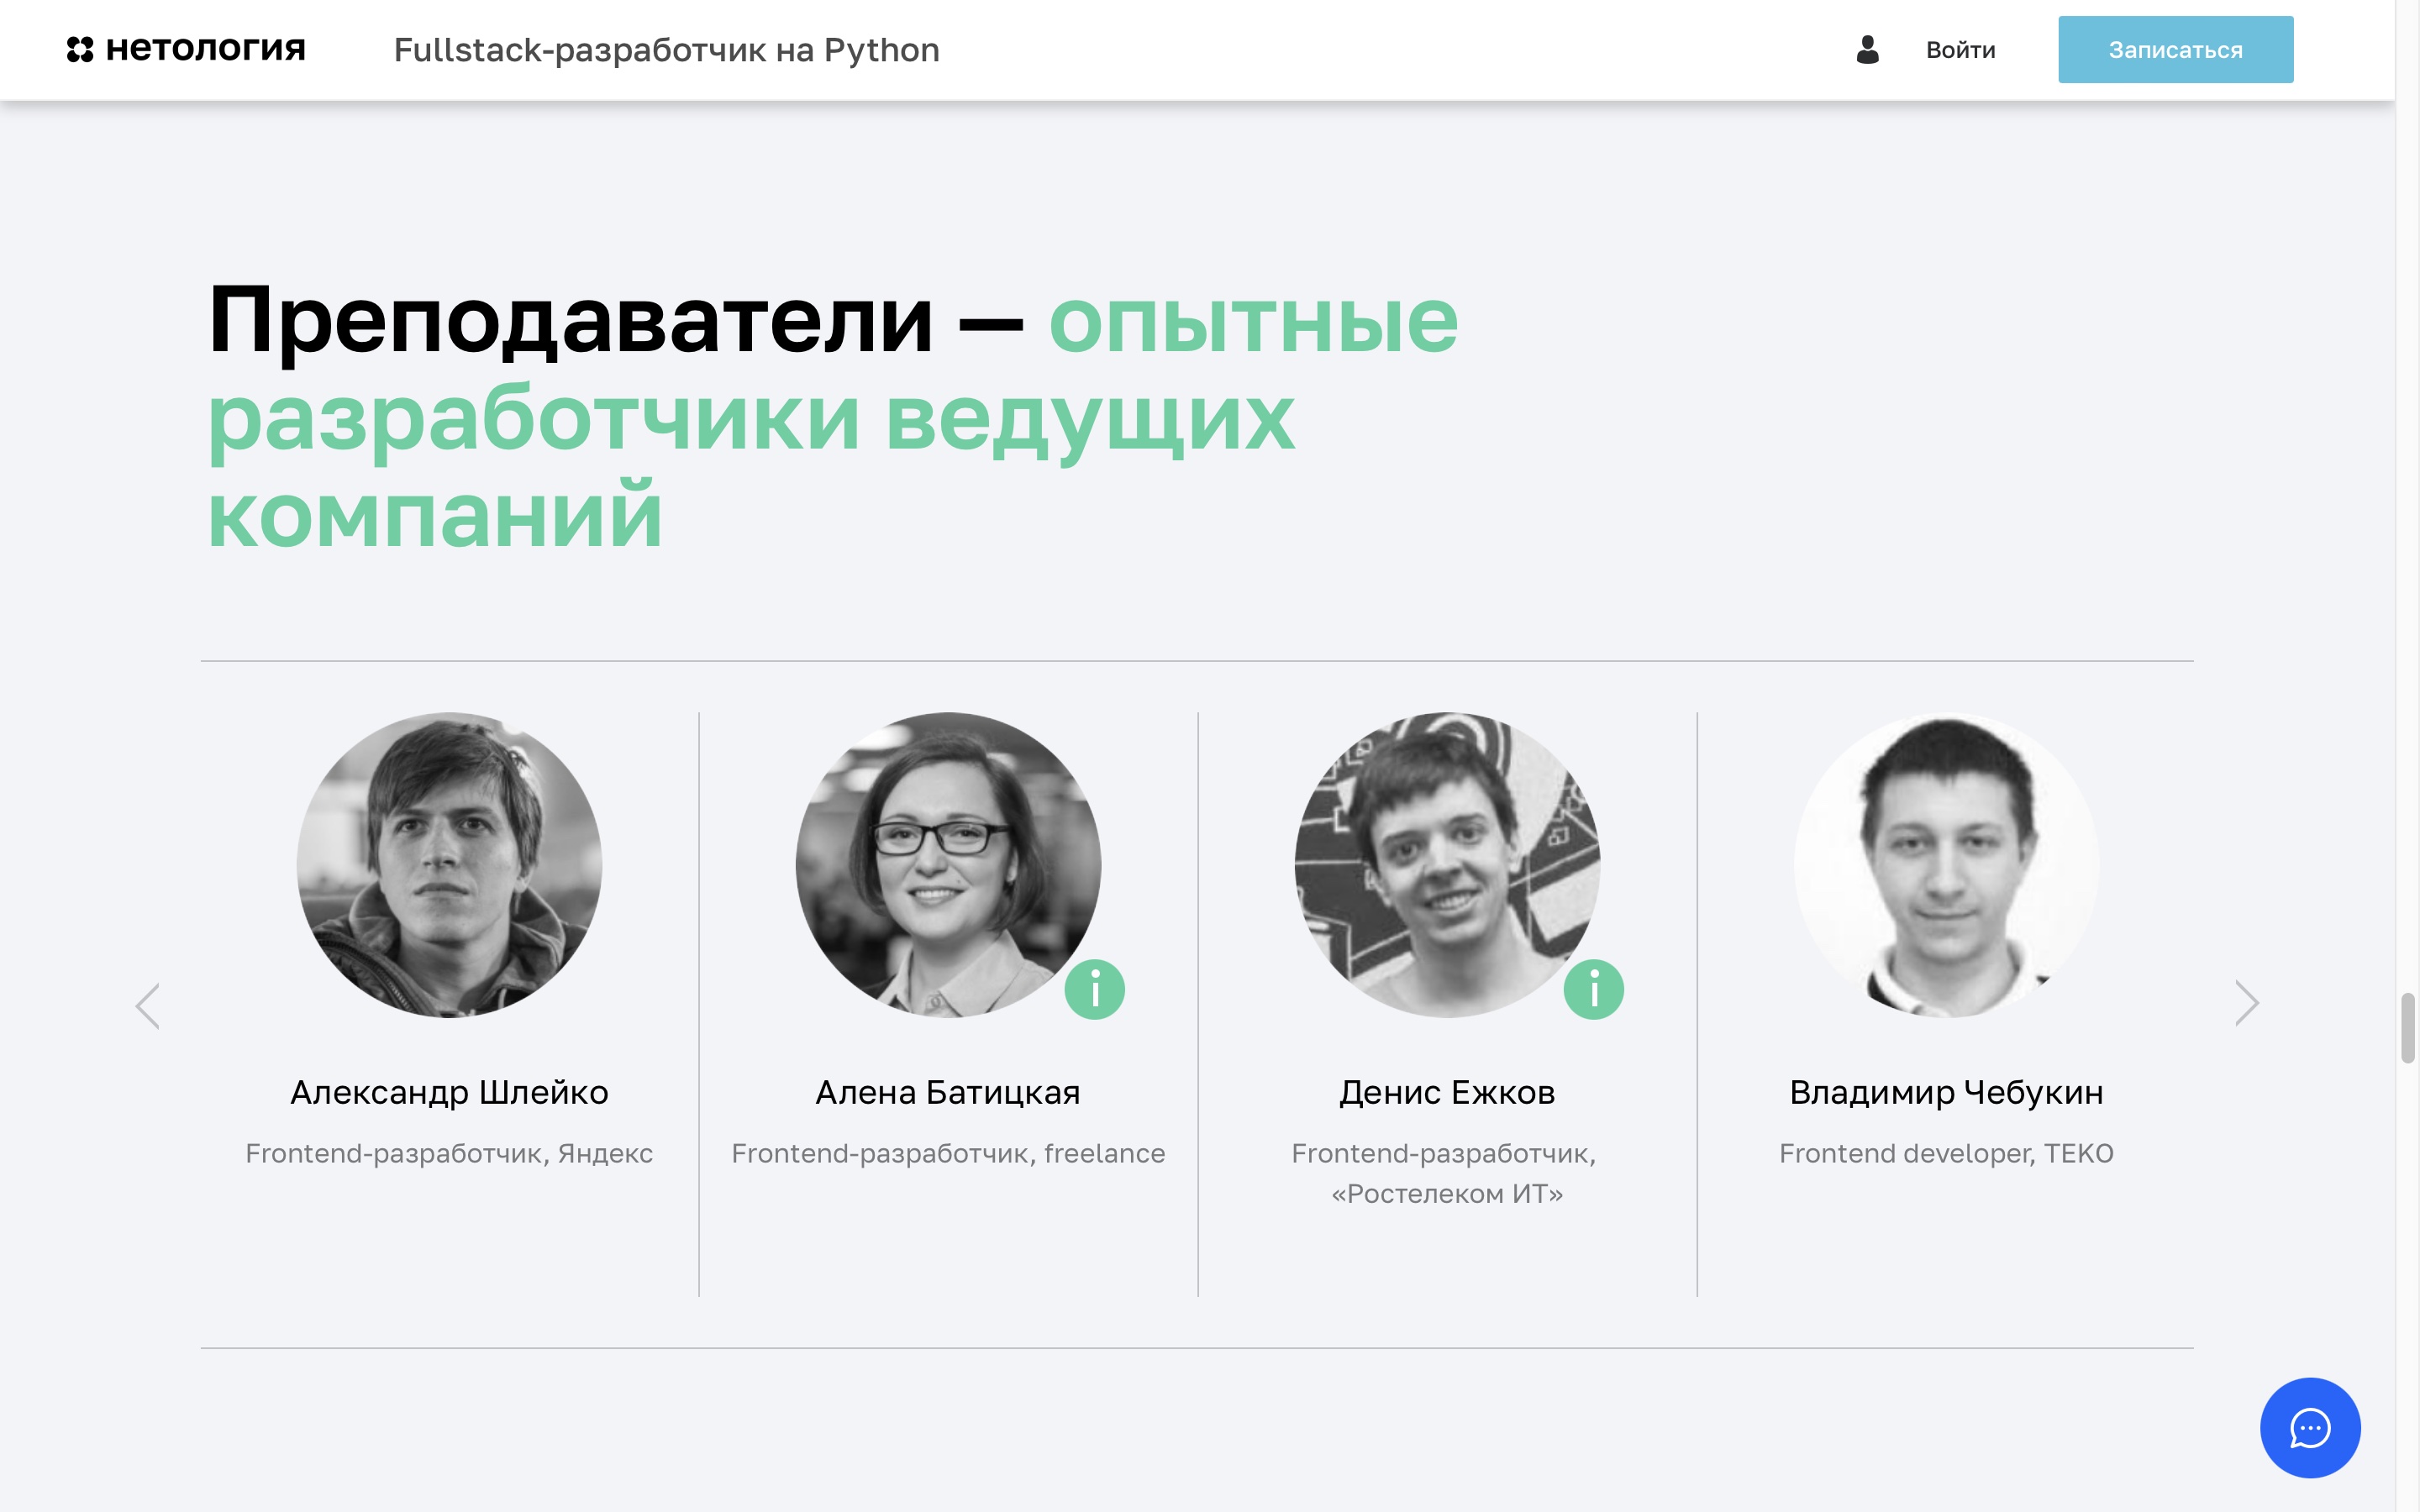 нетология
Fullstack-разработчик на Python
Войти
Записаться
Преподаватели — опытные
разработчики ведущих
компаний
i
i
Александр Шлейко
Frontend-разработчик, Яндекс
Алена Батицкая
Frontend-разработчик, freelance
Денис Ежков
Frontend-разработчик,
«Ростелеком ИТ»
Владимир Чебукин
Frontend developer, TEKO